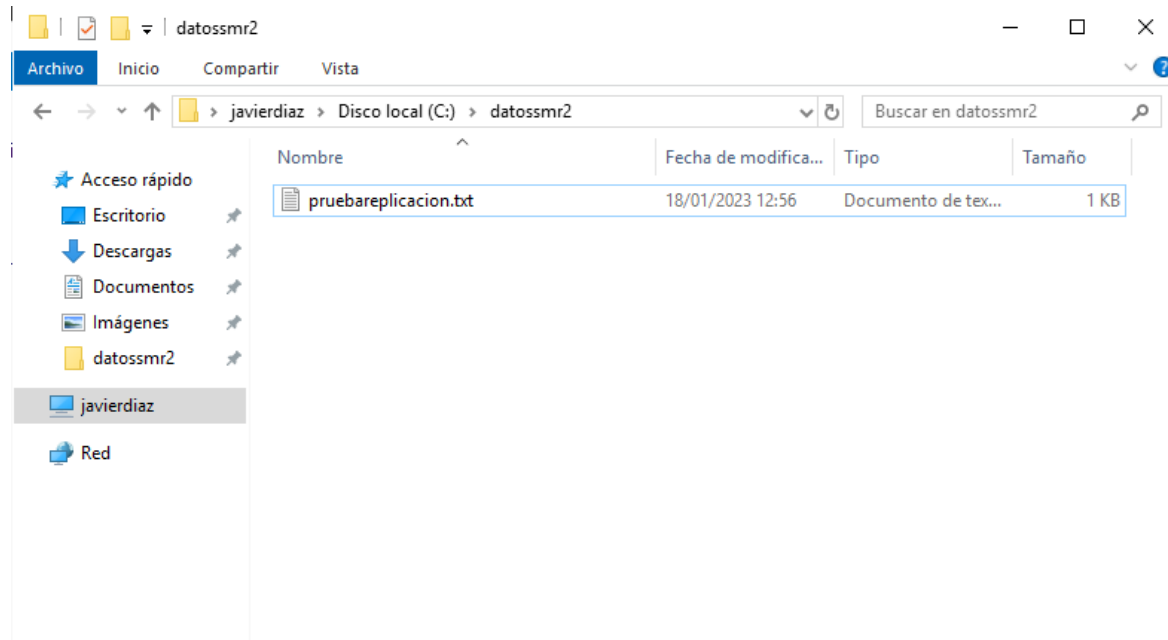 datossmr2
Archivo Inicio Compartir Vista
javierdiaz > Disco local (C:) > datossmr2 Buscar en datossmr2
Nombre Fecha de modifica... Tipo Tamaño
Acceso rápido
pruebareplicacion.txt 18/01/2023 12:56 Documento de tex... 1 KB
Escritorio
Descargas
Documentos
Imágenes
datossmr2
javierdiaz
Red